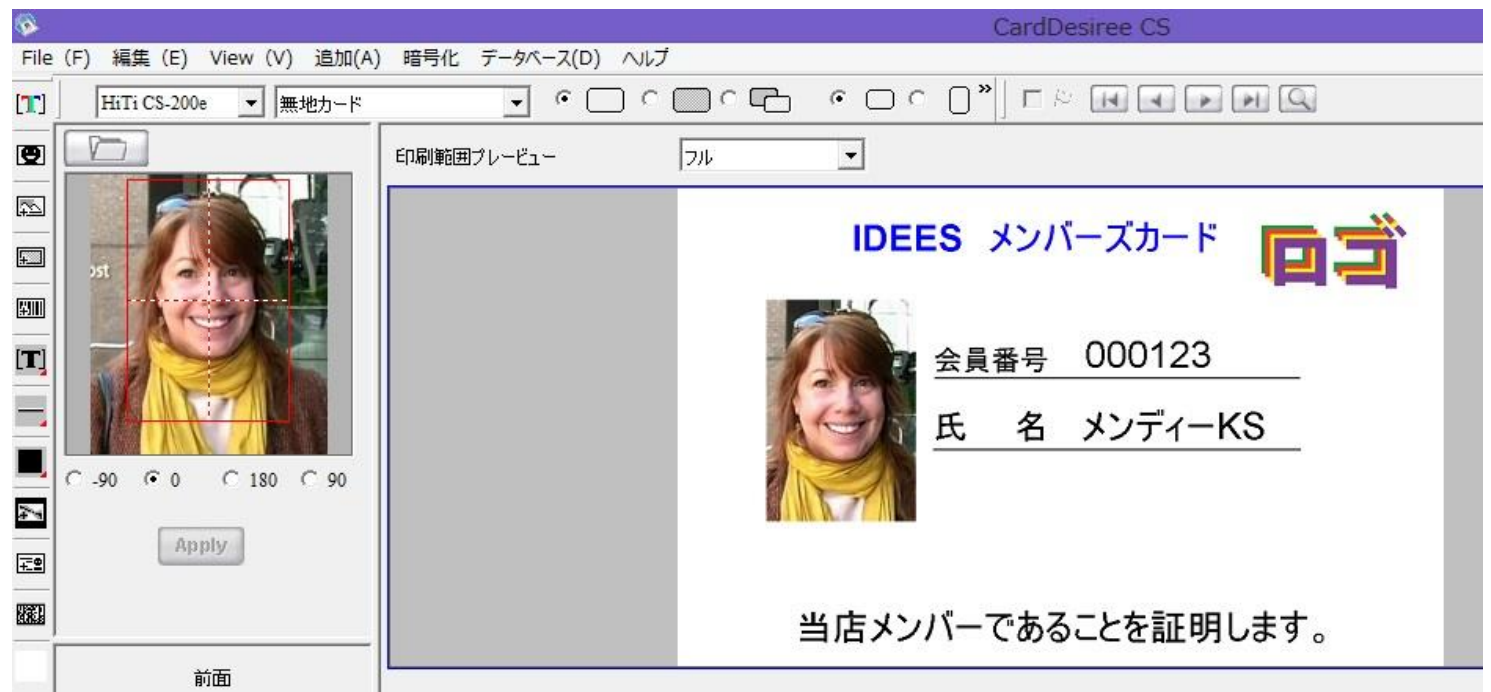 CardDesiree CS
File (F) 編集 (E) View (V) 追加(A) 暗号化 データベース(D) ヘルプ
[T] HiTi CS-200e 無地カード
印刷範囲プレービュー フル
ost
IDEES メンバーズカード ロゴ
会員番号 000123
氏 名 メンディーKS
[T]
-90 0 180 90
Apply
当店メンバーであることを証明します。
前面